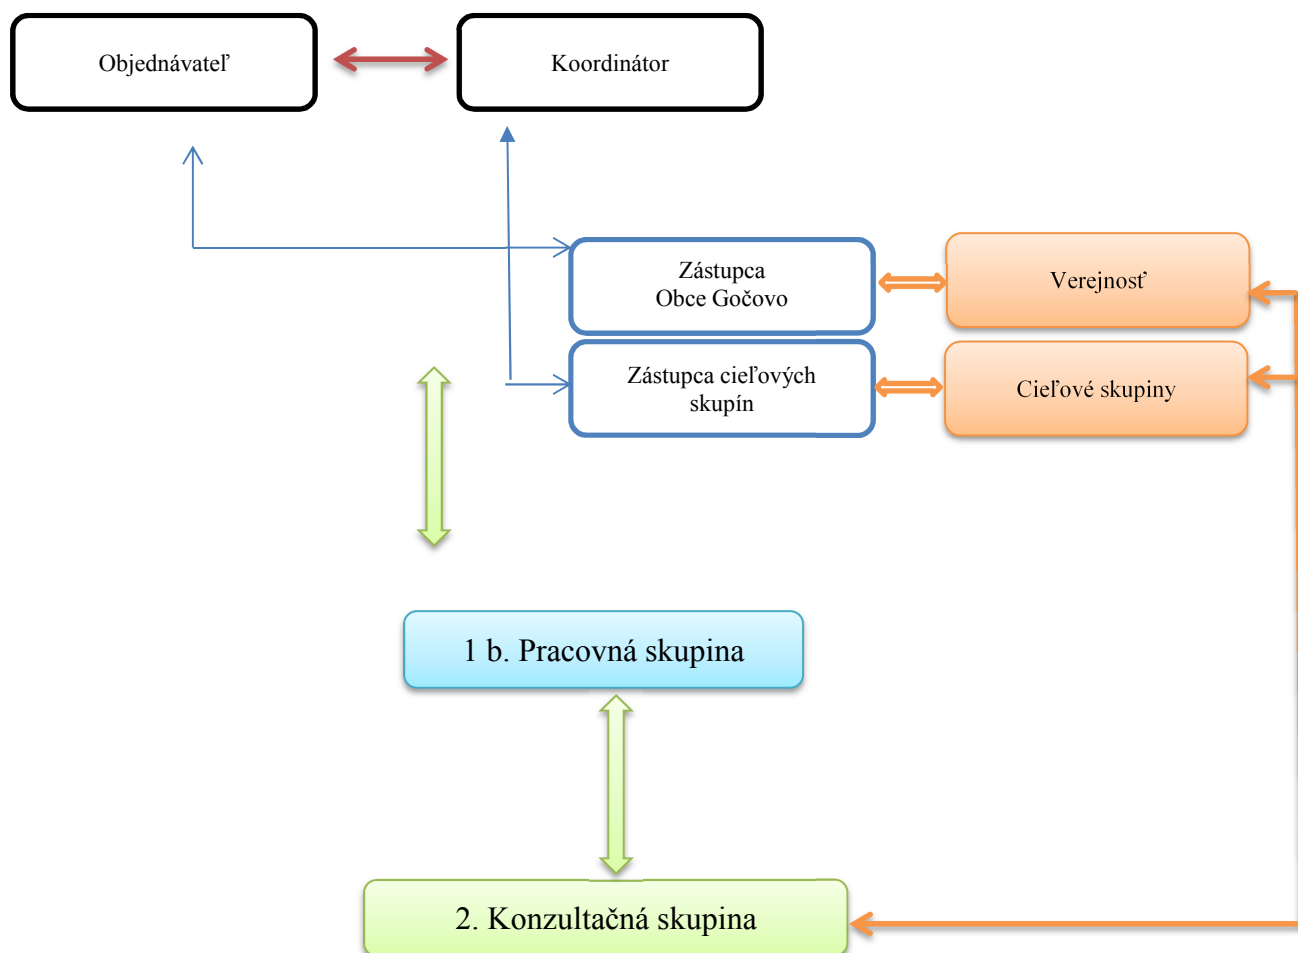 Objednávateľ
Koordinátor
Zástupca
Obce Gočovo
Verejnosť
Zástupca cieľových
skupín
Cieľové skupiny
1 b. Pracovná skupina
2. Konzultačná skupina